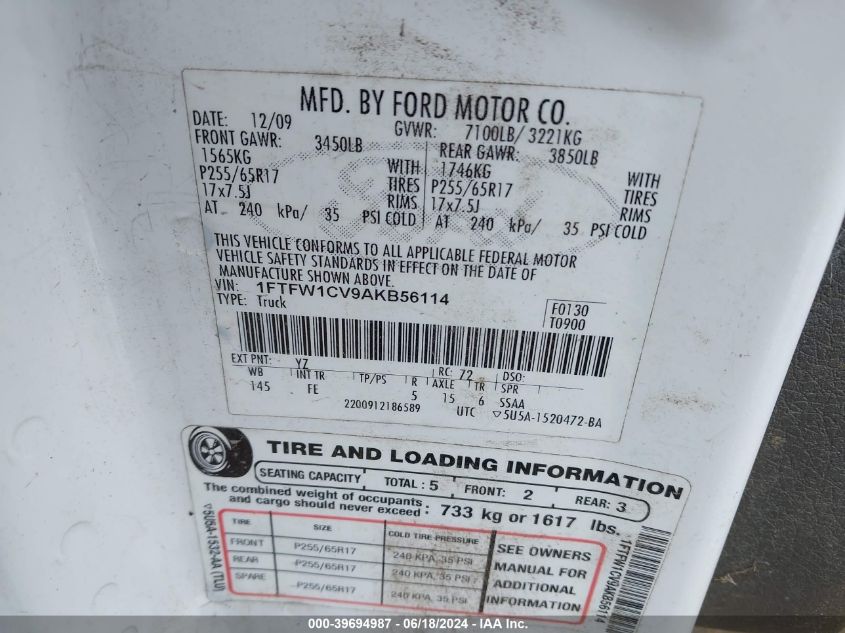 MFD. BY FORD MOTOR CO.
DATE: 12/09 GVWR: 7100LB/ 3221KG
FRONT GAWR: 3450LB REAR GAWR: 3850LB
1565KG WITH 1746KG WITH
P255/65R17 TIRES P255/65R17 TIRES
17x7.5J RIMS 17x7.5J RIMS
AT 240 kPa/ 35 PSI COLD AT 240 kPa/ 35 PSI COLD
THIS VEHICLE CONFORMS TO ALL APPLICABLE FEDERAL MOTOR
VEHICLE SAFETY STANDARDS IN EFFECT ON THE DATE OF
MANUFACTURE SHOWN ABOVE.
VIN: 1FTFW1CV9AKB56114
TYPE: Truck
F0130
T0900
EXT PNT: YZ RC: 72 DSO:
WB INT TR TP/PS R AXLE TR SPR
145 FE 5 15 6 SSAA
2200912186589 UTC ▽5U5A-1520472-BA
TIRE AND LOADING INFORMATION
SEATING CAPACITY TOTAL : 5 FRONT: 2 REAR: 3
The combined weight of occupants
and cargo should never exceed : 733 kg or 1617 lbs.
TIRE SIZE COLD TIRE PRESSURE
FRONT P255/65R17 240 KPA, 35 PSI
REAR P255/65R17 240 KPA, 35 PSI
SPARE P255/65R17 240 KPA, 35 PSI
SEE OWNERS
MANUAL FOR
ADDITIONAL
INFORMATION
▽5U5A-1532-AA (TLU)
1FTFW1CV9AKB56114
000-39694987 - 06/18/2024 - IAA Inc.